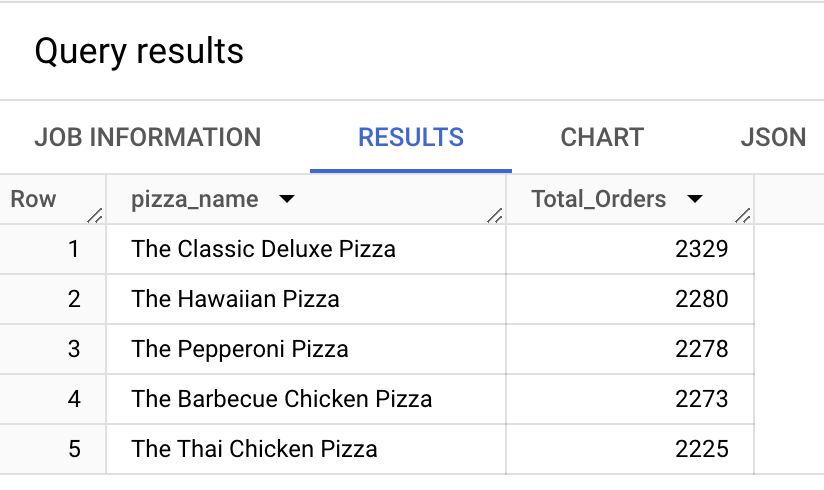 Query results
JOB INFORMATION RESULTS CHART JSON
Row pizza_name Total_Orders
1 The Classic Deluxe Pizza 2329
2 The Hawaiian Pizza 2280
3 The Pepperoni Pizza 2278
4 The Barbecue Chicken Pizza 2273
5 The Thai Chicken Pizza 2225